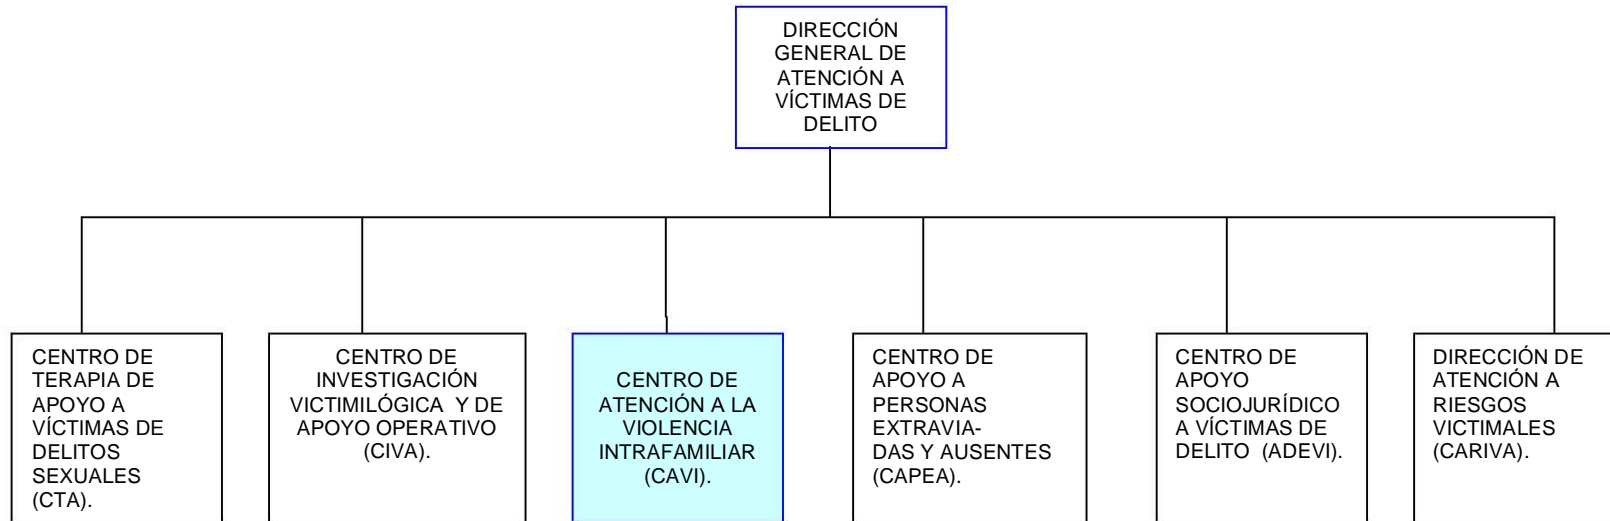 DIRECCIÓN
GENERAL DE
ATENCIÓN A
VÍCTIMAS DE
DELITO
CENTRO DE
TERAPIA DE
APOYO A
VÍCTIMAS DE
DELITOS
SEXUALES
(CTA).
CENTRO DE
INVESTIGACIÓN
VICTIMILÓGICA Y DE
APOYO OPERATIVO
(CIVA).
CENTRO DE
ATENCIÓN A LA
VIOLENCIA
INTRAFAMILIAR
(CAVI).
CENTRO DE
APOYO A
PERSONAS
EXTRAVIA-
DAS Y AUSENTES
(CAPEA).
CENTRO DE
APOYO
SOCIOJURÍDICO
A VÍCTIMAS DE
DELITO (ADEVI).
DIRECCIÓN DE
ATENCIÓN A
RIESGOS
VICTIMALES
(CARIVA).